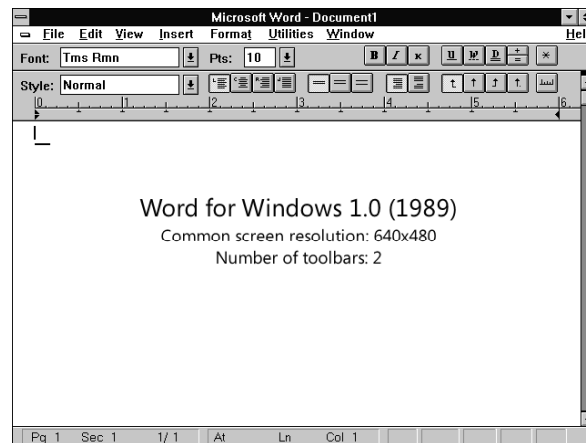 Microsoft Word - Document1
File Edit View Insert Format Utilities Window Hel
Font: Tms Rmn Pts: 10 B I K U W D
Style: Normal
0 1 2 3 4 5 6
Word for Windows 1.0 (1989)
Common screen resolution: 640x480
Number of toolbars: 2
Pg 1 Sec 1 1/1 At Ln Col 1